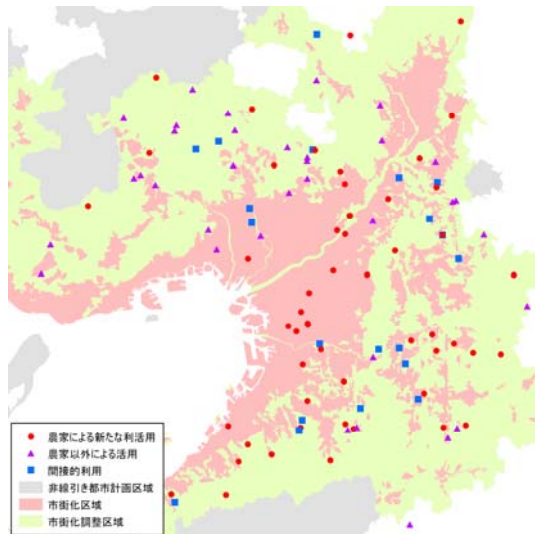 農家による新たな利活用
農家以外による活用
間接的利用
非線引き都市計画区域
市街化区域
市街化調整区域